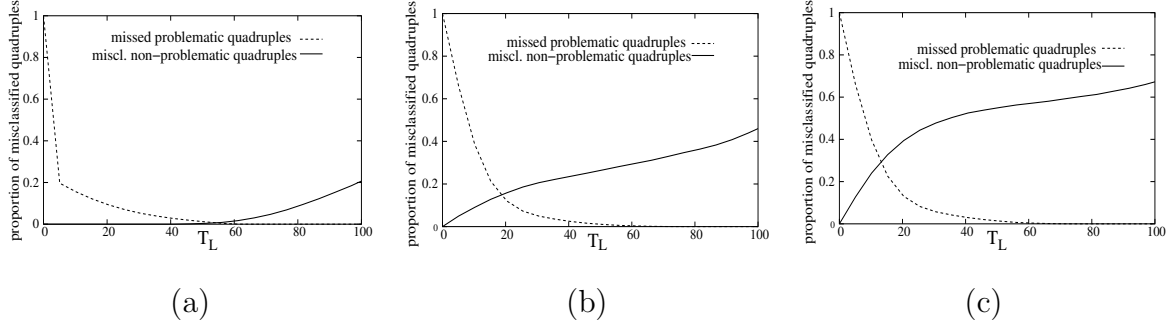 proportion of misclassified quadruples
1
0.8
0.6
0.4
0.2
0
missed problematic quadruples
miscl. non-problematic quadruples
0 20 40 60 80 100
T_L
(a)
proportion of misclassified quadruples
1
0.8
0.6
0.4
0.2
0
missed problematic quadruples
miscl. non-problematic quadruples
0 20 40 60 80 100
T_L
(b)
proportion of misclassified quadruples
1
0.8
0.6
0.4
0.2
0
missed problematic quadruples
miscl. non-problematic quadruples
0 20 40 60 80 100
T_L
(c)